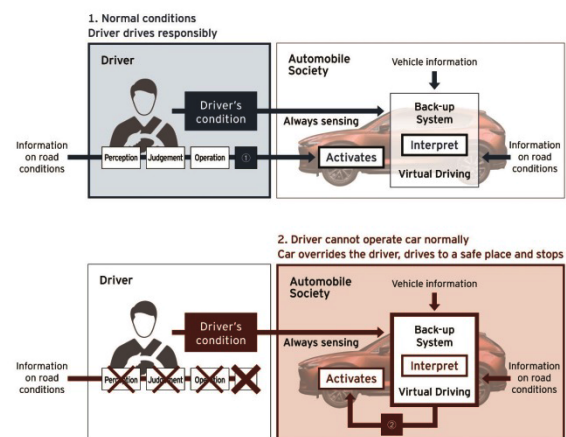 1. Normal conditions
Driver drives responsibly
Driver
Driver's
condition
Information
on road
conditions
Perception
Judgement
Operation
①
Automobile
Society
Vehicle information
Always sensing
Activates
Back-up
System
Interpret
Virtual Driving
Information
on road
conditions
2. Driver cannot operate car normally
Car overrides the driver, drives to a safe place and stops
Driver
Driver's
condition
Information
on road
conditions
Perception
Judgement
Operation
Automobile
Society
Vehicle information
Always sensing
Activates
Back-up
System
Interpret
Virtual Driving
②
Information
on road
conditions